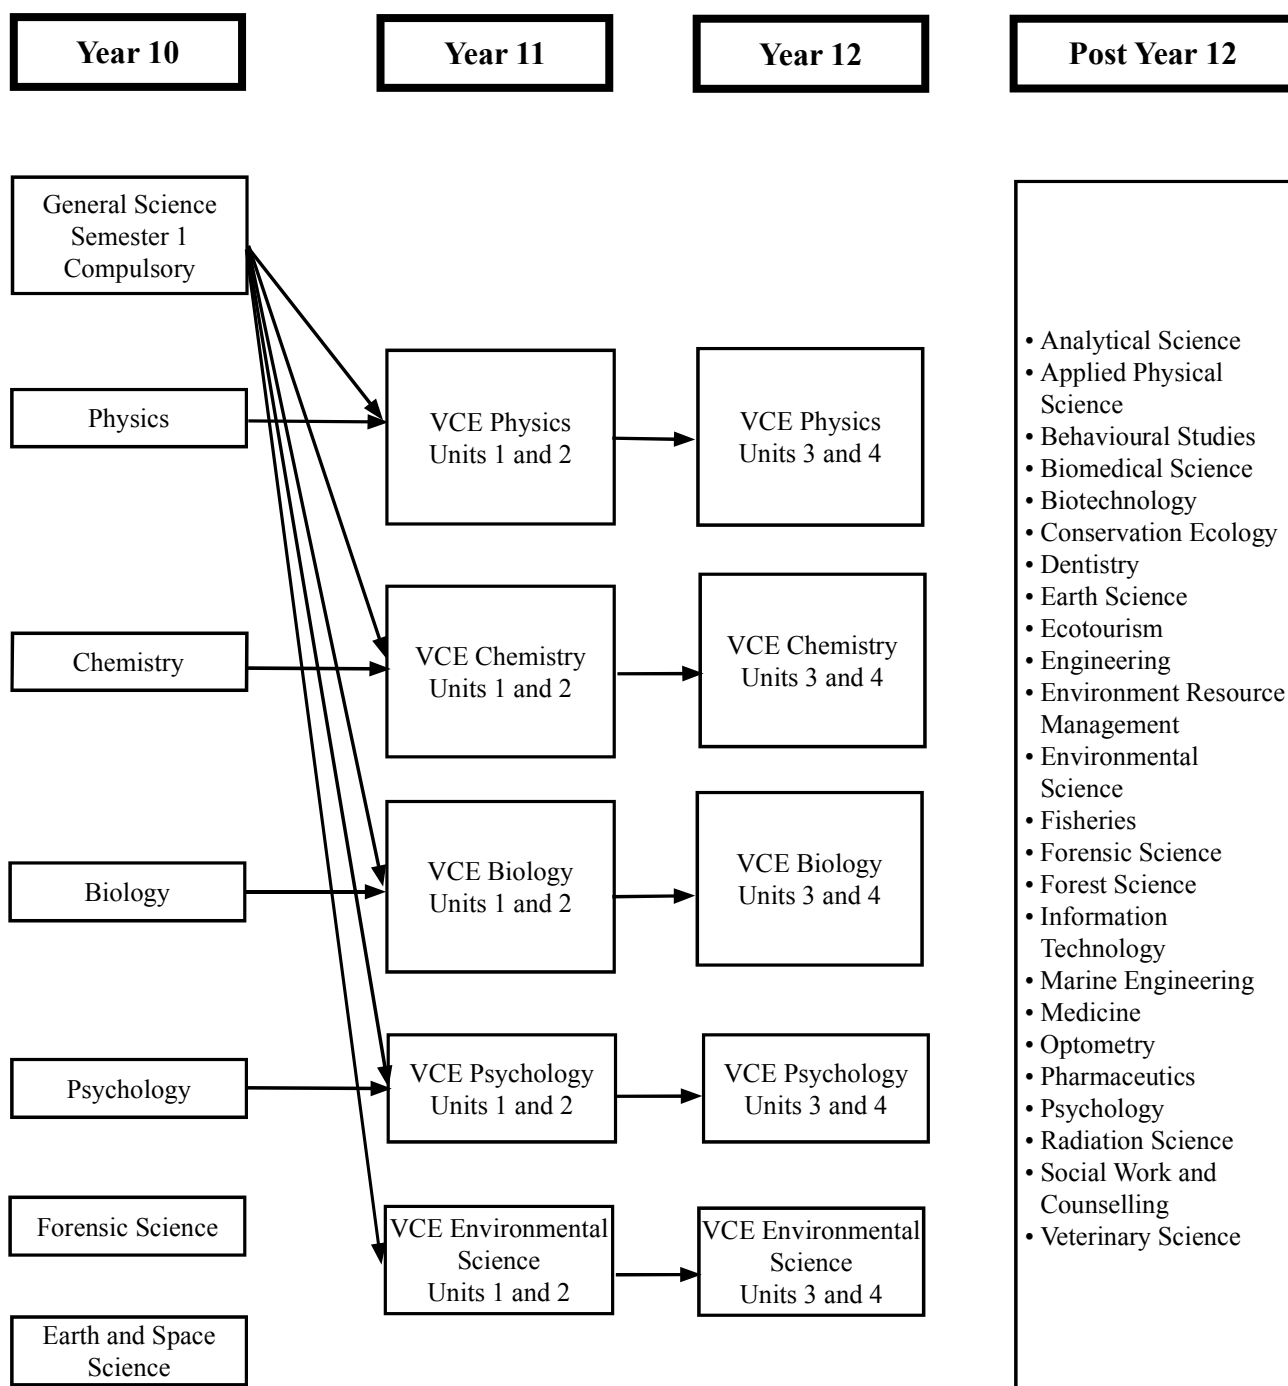 Year 10
Year 11
Year 12
Post Year 12
General Science
Semester 1
Compulsory
Physics
Chemistry
Biology
Psychology
Forensic Science
Earth and Space
Science
VCE Physics
Units 1 and 2
VCE Chemistry
Units 1 and 2
VCE Biology
Units 1 and 2
VCE Psychology
Units 1 and 2
VCE Environmental
Science
Units 1 and 2
VCE Physics
Units 3 and 4
VCE Chemistry
Units 3 and 4
VCE Biology
Units 3 and 4
VCE Psychology
Units 3 and 4
VCE Environmental
Science
Units 3 and 4
• Analytical Science
• Applied Physical
Science
• Behavioural Studies
• Biomedical Science
• Biotechnology
• Conservation Ecology
• Dentistry
• Earth Science
• Ecotourism
• Engineering
• Environment Resource
Management
• Environmental
Science
• Fisheries
• Forensic Science
• Forest Science
• Information
Technology
• Marine Engineering
• Medicine
• Optometry
• Pharmaceutics
• Psychology
• Radiation Science
• Social Work and
Counselling
• Veterinary Science